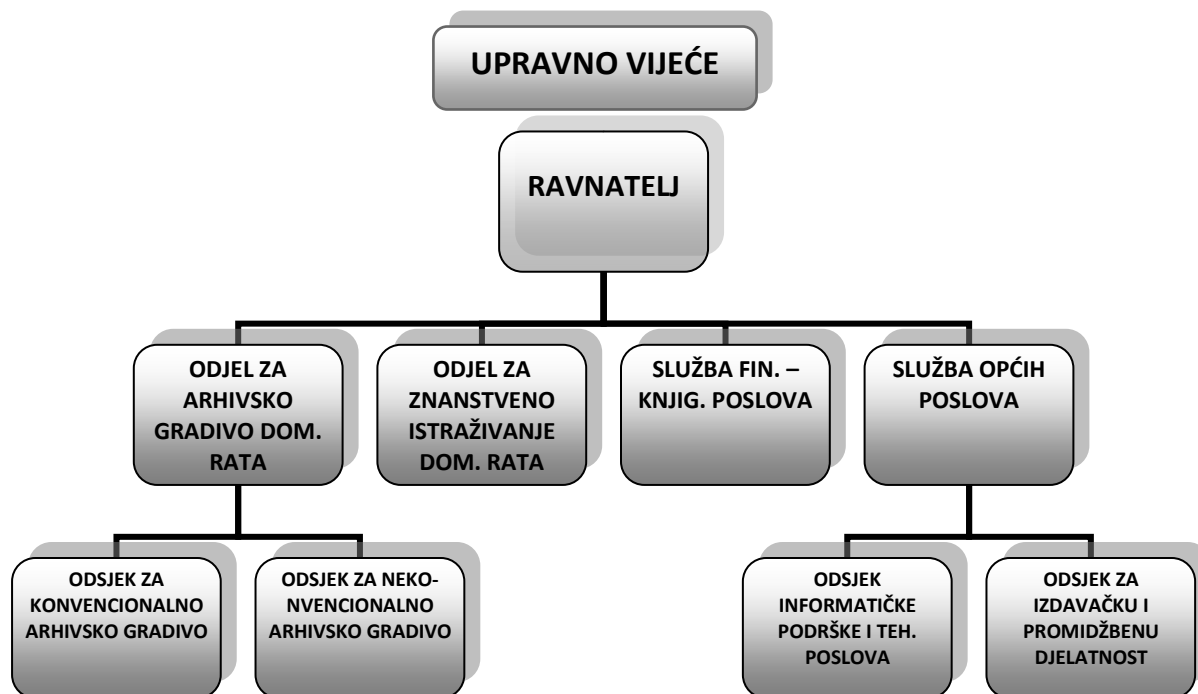 UPRAVNO VIJEĆE
RAVNATELJ
ODJEL ZA
ARHIVSKO
GRADIVO DOM.
RATA
ODJEL ZA
ZNANSTVENO
ISTRAŽIVANJE
DOM. RATA
SLUŽBA FIN. –
KNJIG. POSLOVA
SLUŽBA OPĆIH
POSLOVA
ODSJEK ZA
KONVENCIONALNO
ARHIVSKO GRADIVO
ODSJEK ZA NEKO-
NVENCIONALNO
ARHIVSKO GRADIVO
ODSJEK
INFORMATIČKE
PODRŠKE I TEH.
POSLOVA
ODSJEK ZA
IZDAVAČKU I
PROMIDŽBENU
DJELATNOST